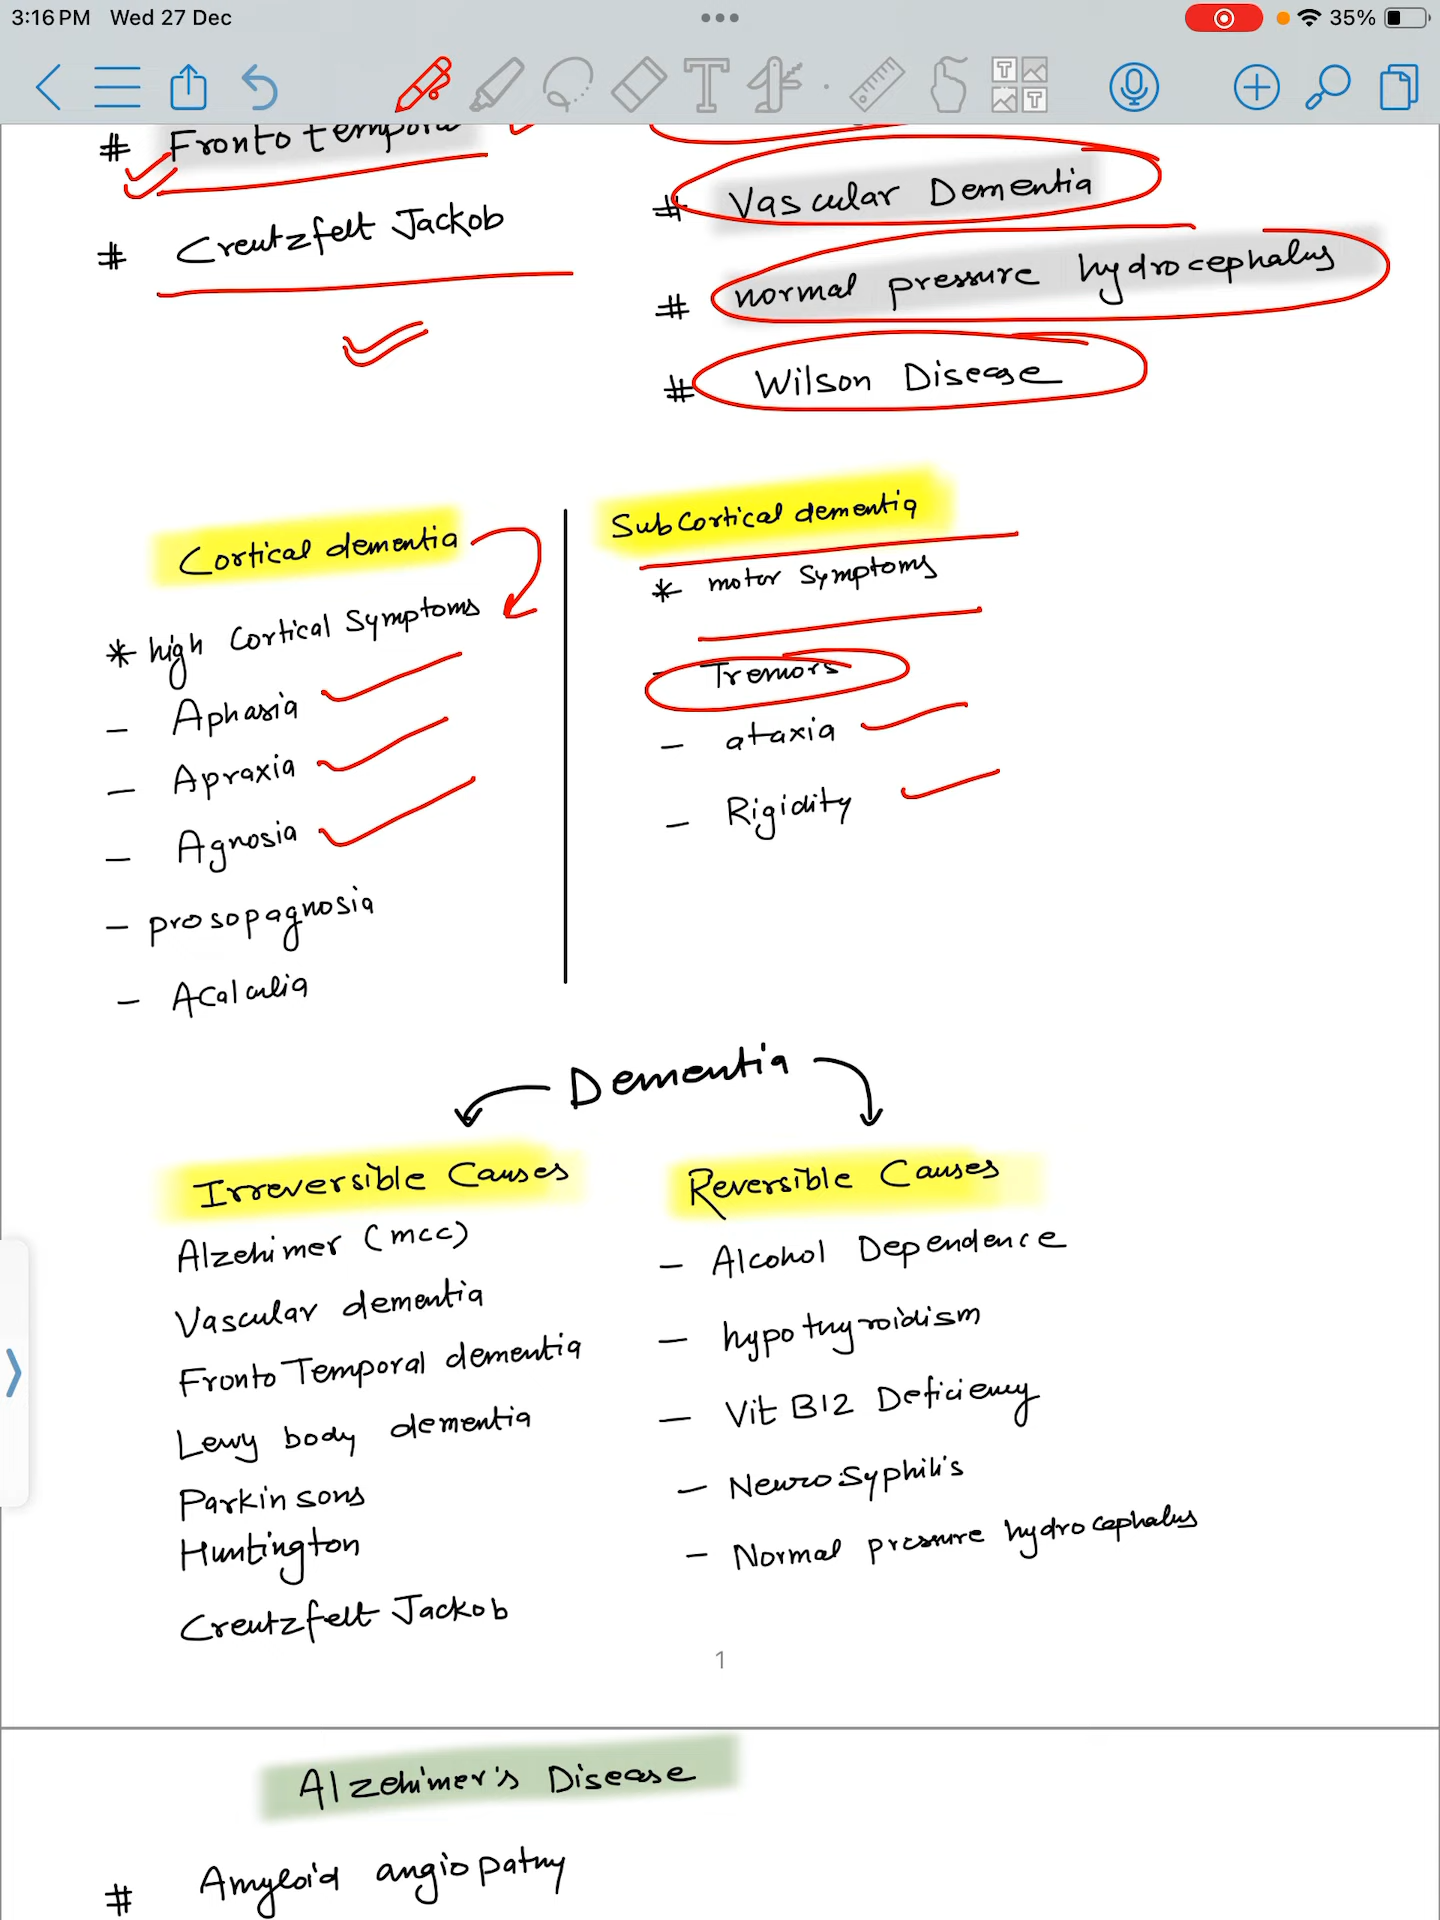 3:16 PM Wed 27 Dec
35%
# Fronto tempora
# Creutzfelt Jackob
# Vascular Dementia
# normal pressure hydrocephalus
# Wilson Disease
Cortical dementia
* high Cortical Symptoms
- Aphasia
- Apraxia
- Agnosia
- prosopagnosia
- Acalculia
SubCortical dementia
* motor Symptoms
- Tremors
- ataxia
- Rigidity
Dementia
Irreversible Causes
Alzehimer (mcc)
Vascular dementia
Fronto Temporal dementia
Lewy body dementia
Parkinsons
Huntington
Creutzfelt Jackob
Reversible Causes
- Alcohol Dependence
- hypothyroidism
- Vit B12 Deficiency
- Neurosyphilis
- Normal pressure hydrocephalus
1
Alzehimer's Disease
# Amyloid angiopathy